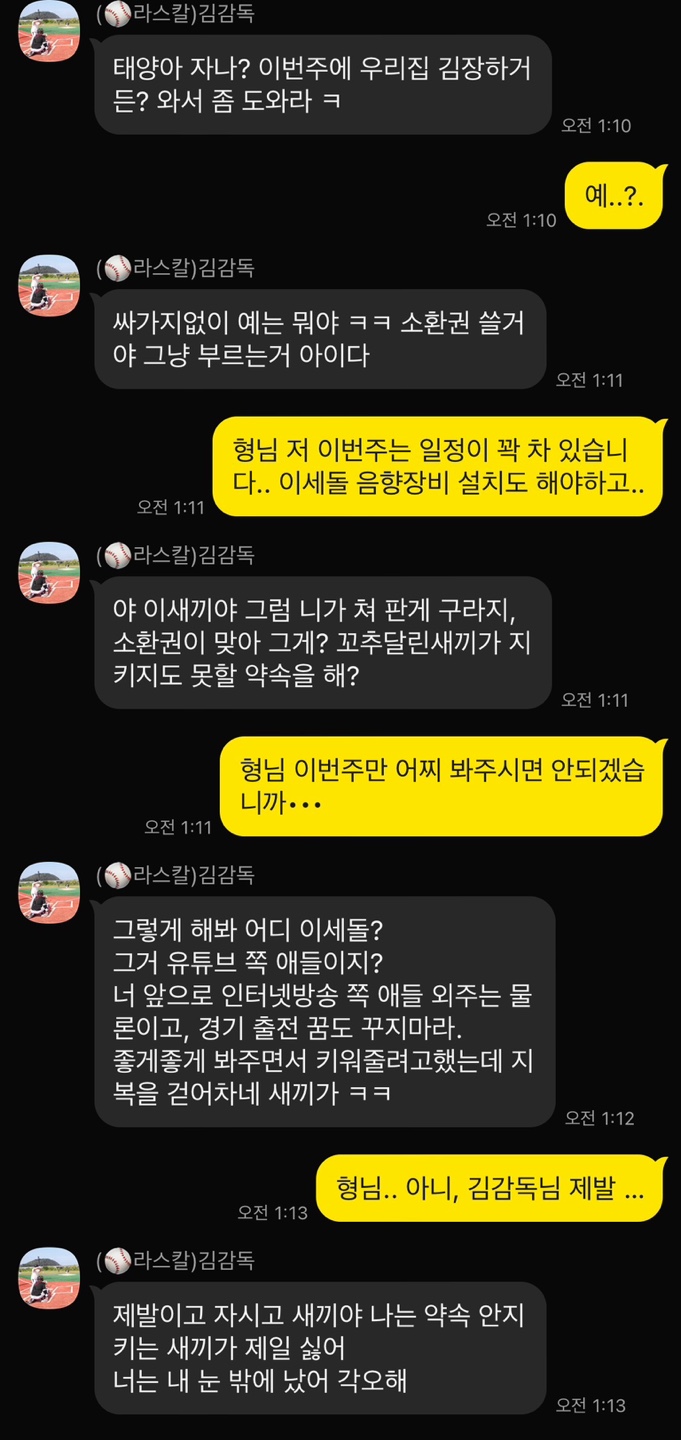 (⚾라스칼)김감독
태양아 자나? 이번주에 우리집 김장하거
든? 와서 좀 도와라 ㅋ
오전 1:10
예..?.
오전 1:10
(⚾라스칼)김감독
싸가지없이 예는 뭐야 ㅋㅋ 소환권 쓸거
야 그냥 부르는거 아이다
오전 1:11
형님 저 이번주는 일정이 꽉 차 있습니
다.. 이세돌 음향장비 설치도 해야하고..
오전 1:11
(⚾라스칼)김감독
야 이새끼야 그럼 니가 쳐 판게 구라지,
소환권이 맞아 그게? 꼬추달린새끼가 지
키지도 못할 약속을 해?
오전 1:11
형님 이번주만 어찌 봐주시면 안되겠습
니까•••
오전 1:11
(⚾라스칼)김감독
그렇게 해봐 어디 이세돌?
그거 유튜브 쪽 애들이지?
너 앞으로 인터넷방송 쪽 애들 외주는 물
론이고, 경기 출전 꿈도 꾸지마라.
좋게좋게 봐주면서 키워줄려고했는데 지
복을 걷어차네 새끼가 ㅋㅋ
오전 1:12
형님.. 아니, 김감독님 제발 ...
오전 1:13
(⚾라스칼)김감독
제발이고 자시고 새끼야 나는 약속 안지
키는 새끼가 제일 싫어
너는 내 눈 밖에 났어 각오해
오전 1:13